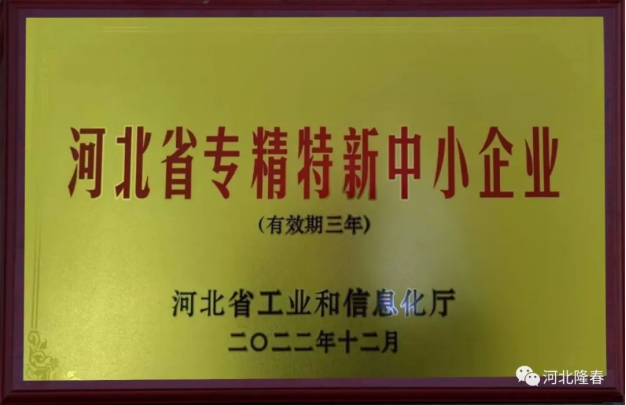 河北省专精特新中小企业
(有效期三年)
河北省工业和信息化厅
二〇二二年十二月
河北隆春